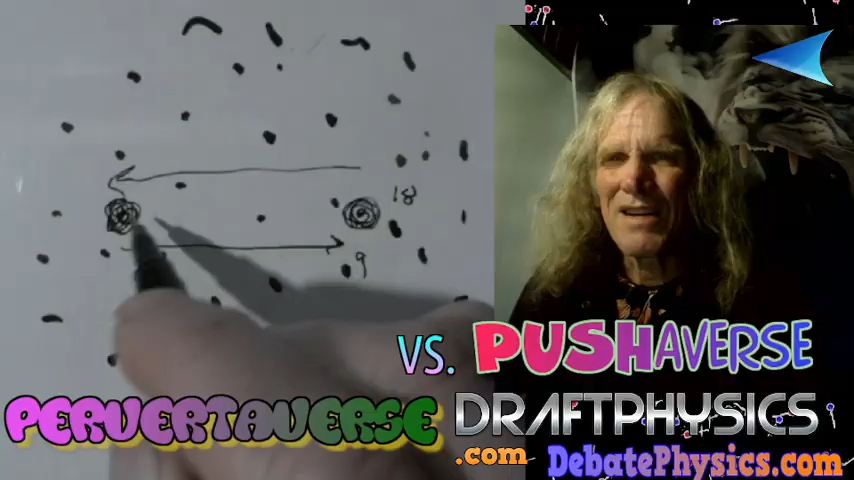 18
9
VS. PUSHAVERSE
PERVERTAVERSE DRAFTPHYSICS
.com DebatePhysics.com